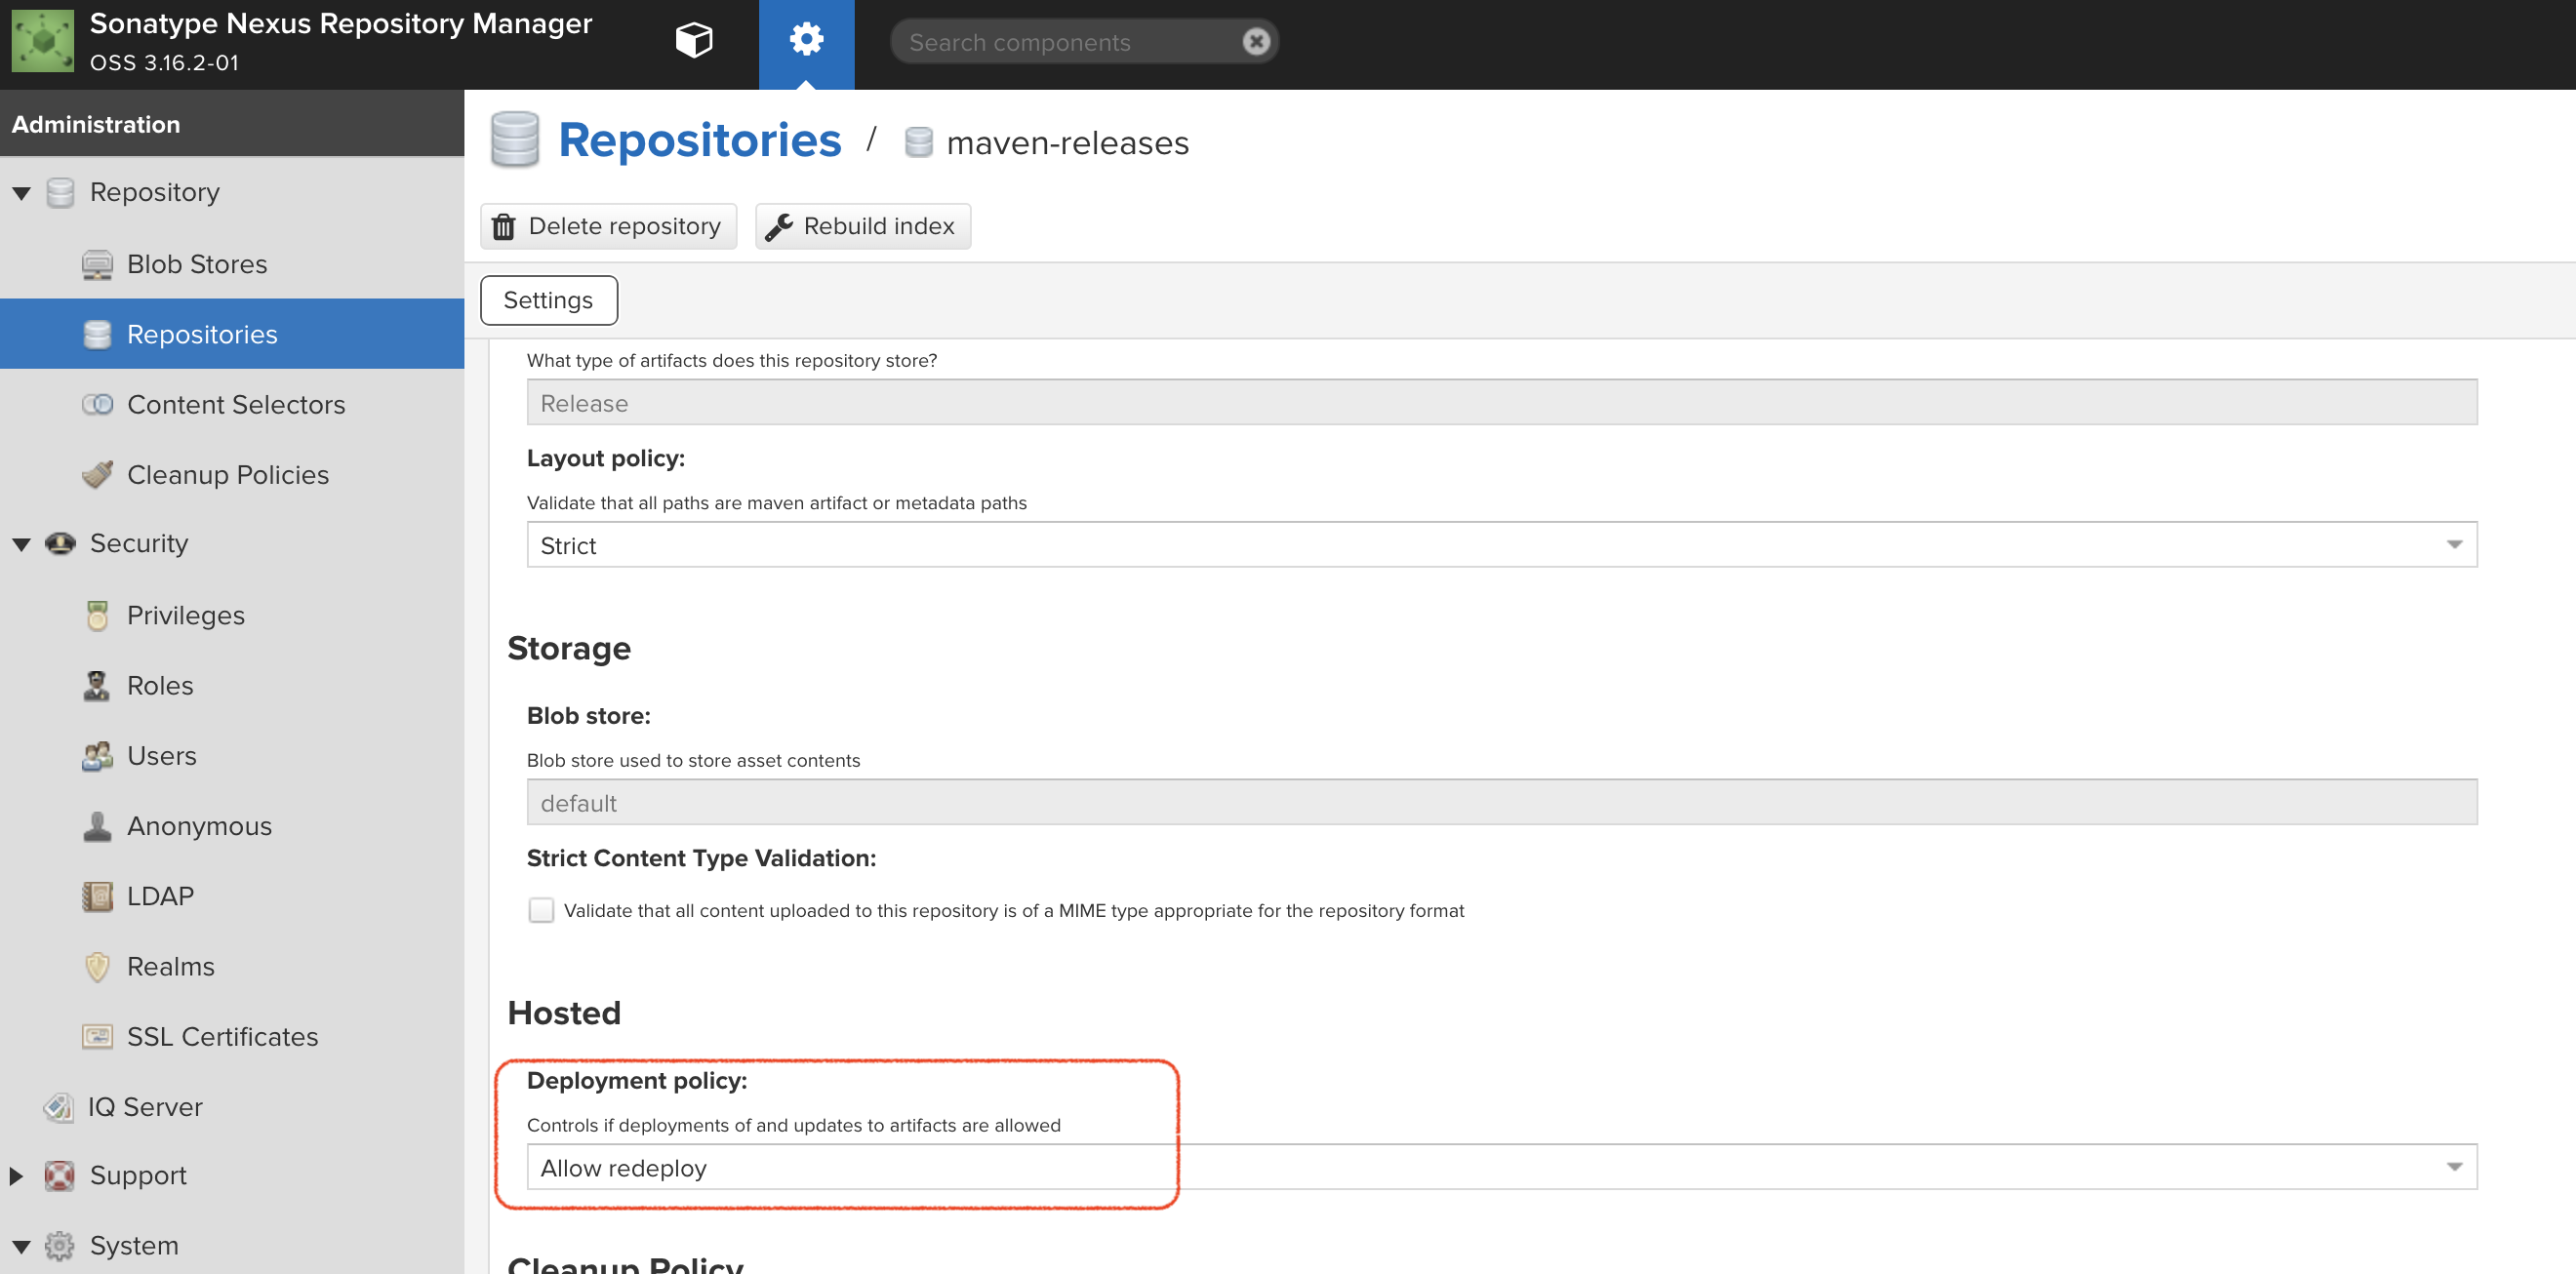 Sonatype Nexus Repository Manager
OSS 3.16.2-01
Search components
Administration
Repository
Blob Stores
Repositories
Content Selectors
Cleanup Policies
Security
Privileges
Roles
Users
Anonymous
LDAP
Realms
SSL Certificates
IQ Server
Support
System
Repositories / maven-releases
Delete repository
Rebuild index
Settings
What type of artifacts does this repository store?
Release
Layout policy:
Validate that all paths are maven artifact or metadata paths
Strict
Storage
Blob store:
Blob store used to store asset contents
default
Strict Content Type Validation:
Validate that all content uploaded to this repository is of a MIME type appropriate for the repository format
Hosted
Deployment policy:
Controls if deployments of and updates to artifacts are allowed
Allow redeploy
Cleanup Policy